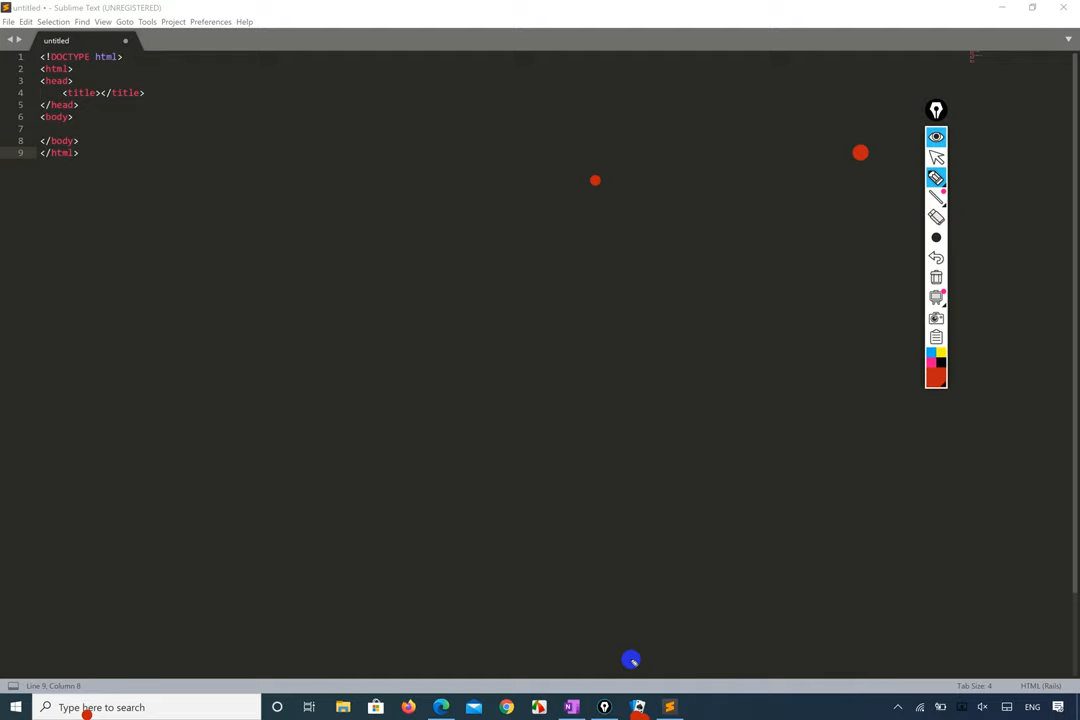 untitled • - Sublime Text (UNREGISTERED)
File Edit Selection Find View Goto Tools Project Preferences Help
untitled
1 <!DOCTYPE html>
2 <html>
3 <head>
4 <title></title>
5 </head>
6 <body>
7
8 </body>
9 </html>
Line 9, Column 8 Tab Size: 4 HTML (Rails)
Type here to search ENG